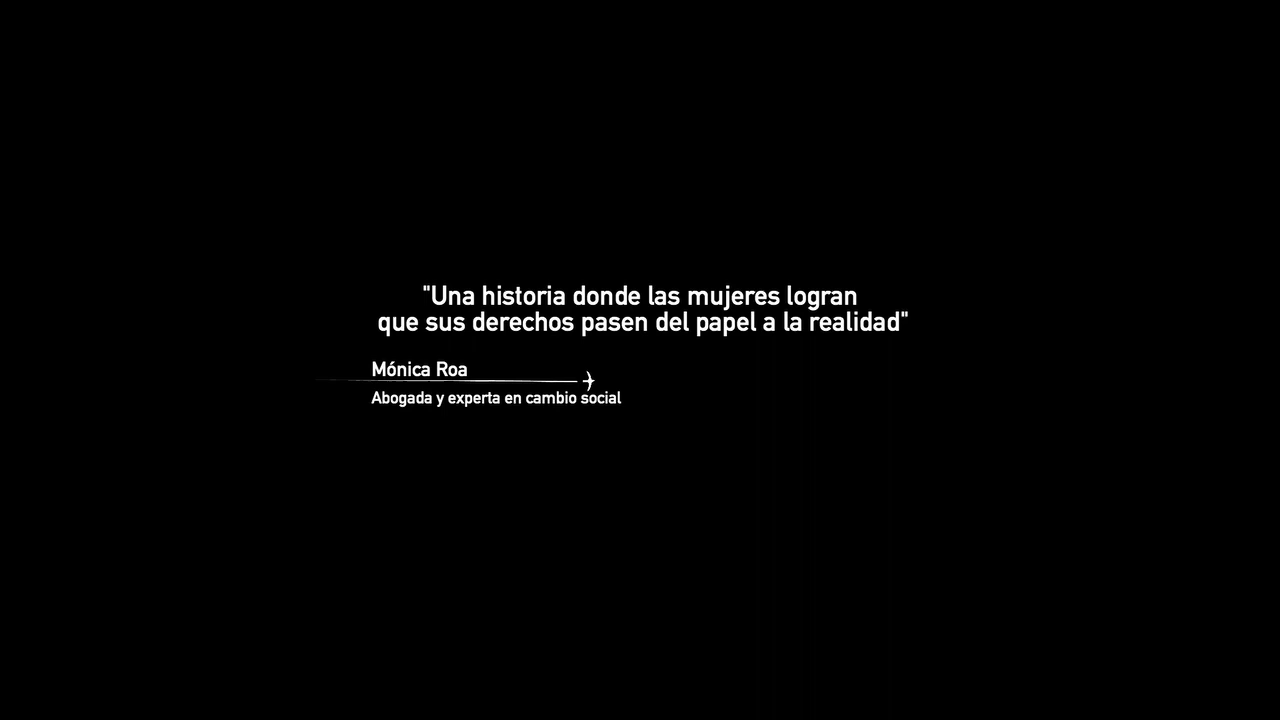 "Una historia donde las mujeres logran
que sus derechos pasen del papel a la realidad"
Mónica Roa
Abogada y experta en cambio social